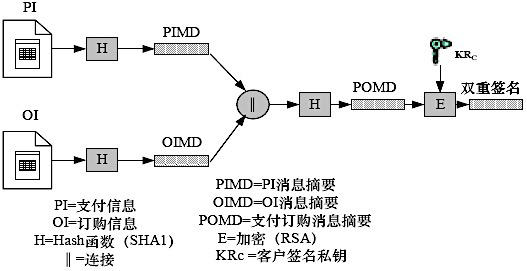 PI
H
PIMD
OI
H
OIMD
||
H
POMD
KRC
E
双重签名
PI=支付信息
OI=订购信息
H=Hash函数（SHA1）
||=连接
PIMD=PI消息摘要
OIMD=OI消息摘要
POMD=支付订购消息摘要
E=加密（RSA）
KRc =客户签名私钥